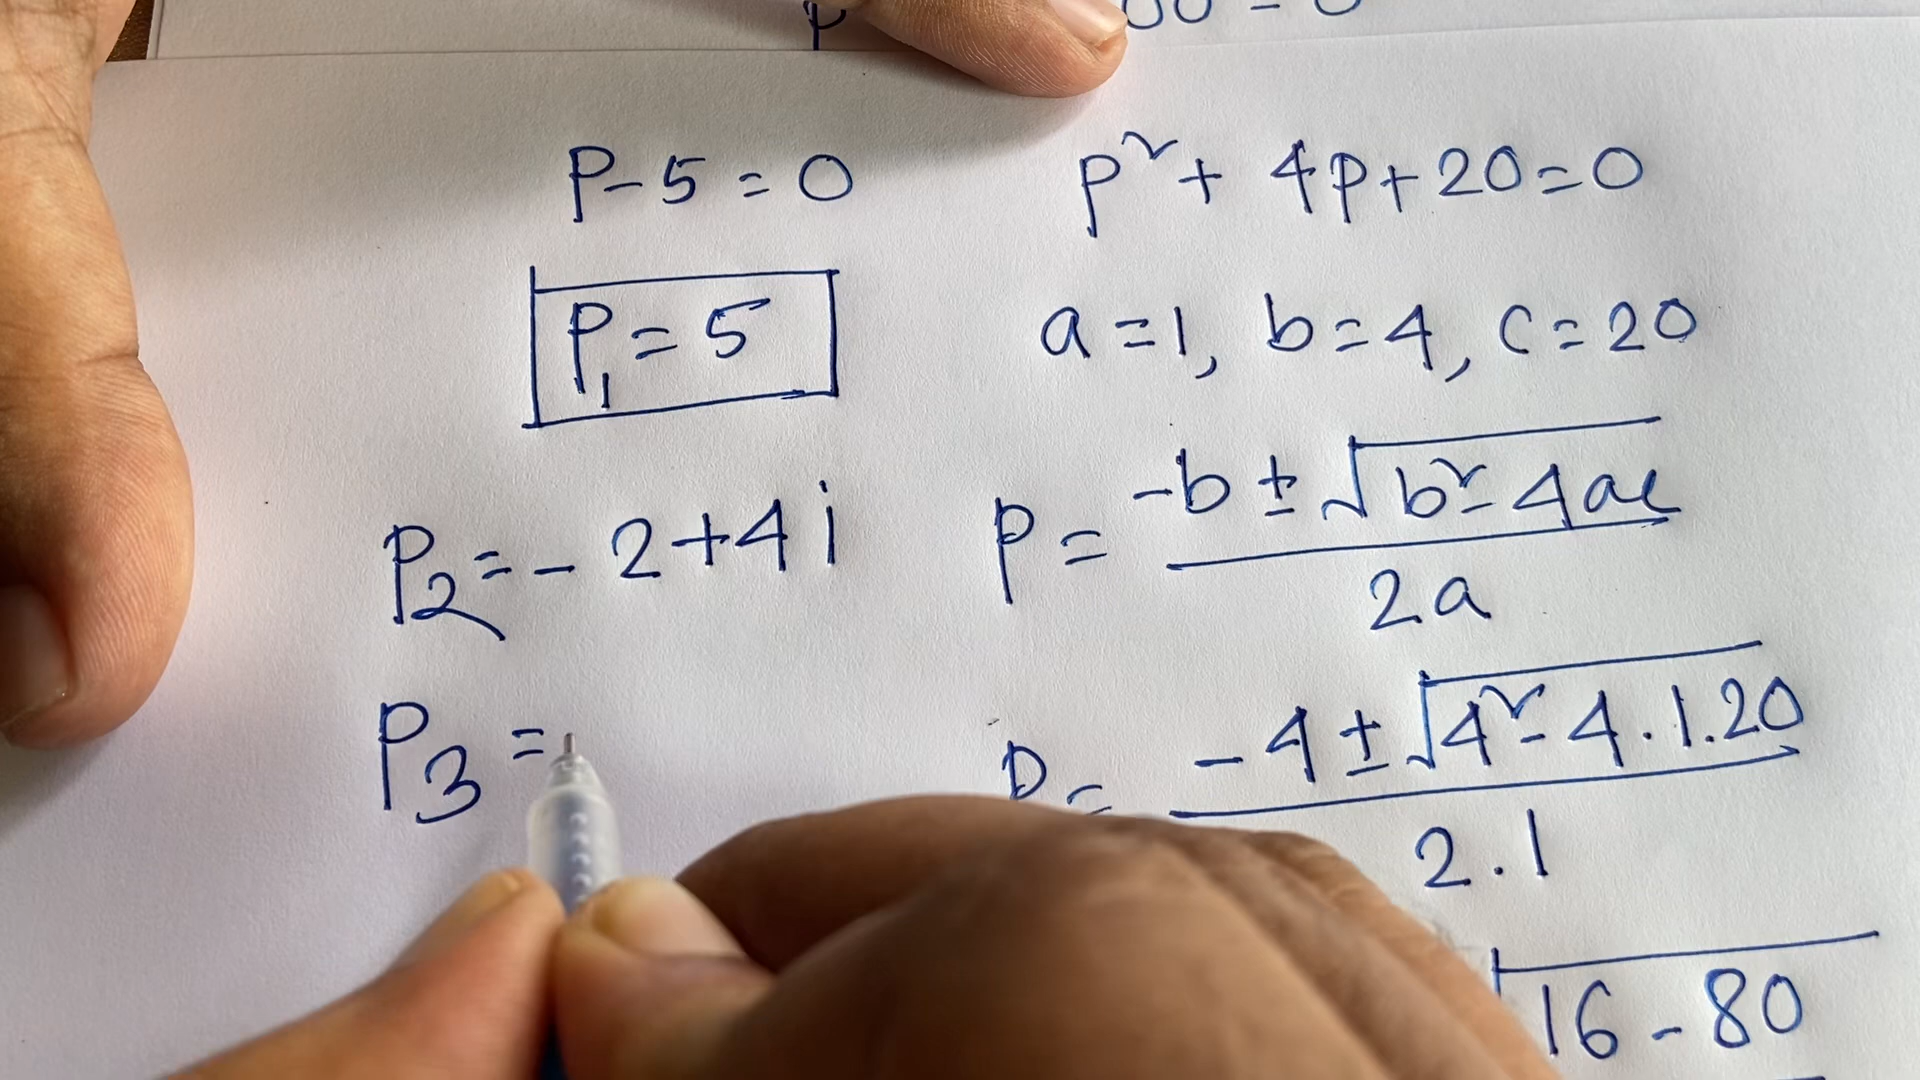 P - 5 = 0
P₁ = 5
P₂ = - 2 + 4i
P₃ =
p² + 4p + 20 = 0
a = 1, b = 4, c = 20
p = (-b ± √(b² - 4ac)) / 2a
p = (-4 ± √(4² - 4.1.20)) / 2.1
√(16 - 80)